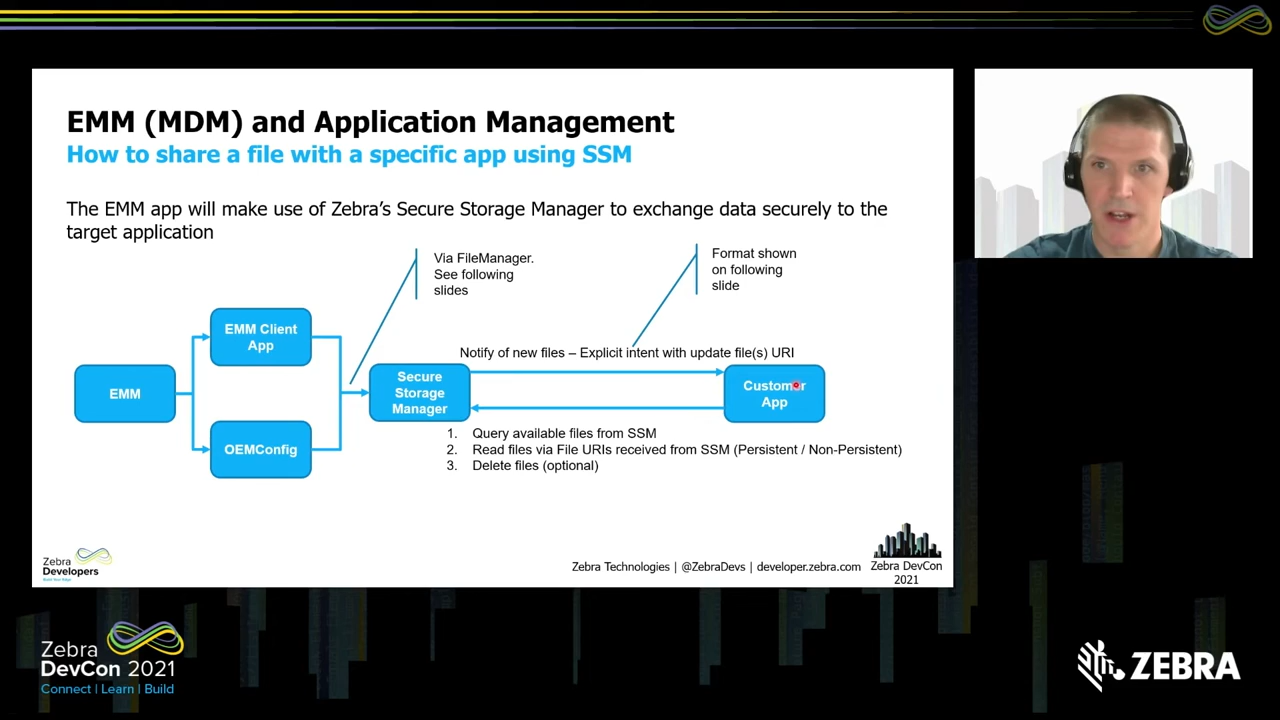 EMM (MDM) and Application Management
How to share a file with a specific app using SSM
The EMM app will make use of Zebra's Secure Storage Manager to exchange data securely to the
target application
Via FileManager.
See following
slides
Format shown
on following
slide
EMM Client
App
Notify of new files – Explicit intent with update file(s) URI
EMM
Secure
Storage
Manager
Customer
App
OEMConfig
1. Query available files from SSM
2. Read files via File URIs received from SSM (Persistent / Non-Persistent)
3. Delete files (optional)
Zebra
Developers
Build Your Edge
Zebra Technologies | @ZebraDevs | developer.zebra.com
Zebra DevCon
2021
Zebra
DevCon 2021
Connect | Learn | Build
ZEBRA